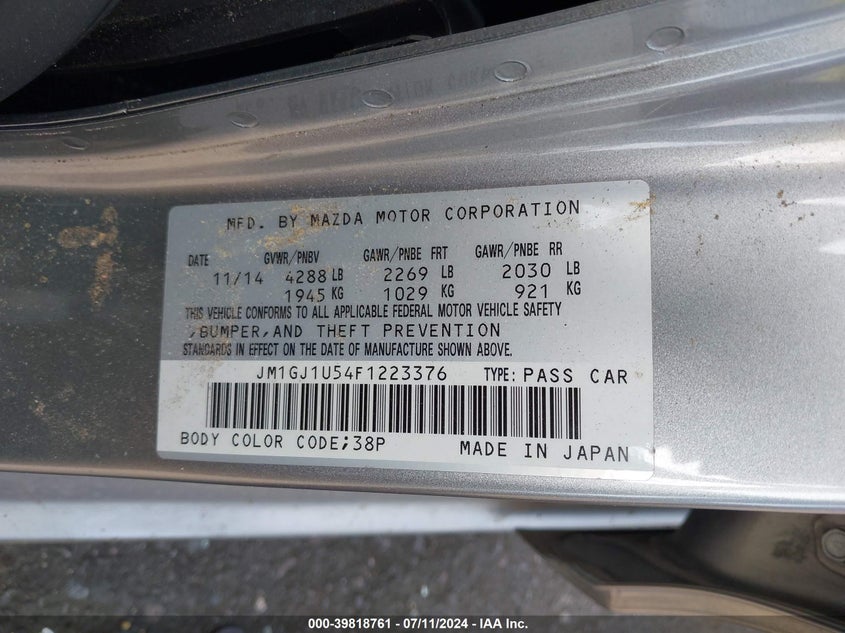 MFD. BY MAZDA MOTOR CORPORATION
DATE GVWR/PNBV GAWR/PNBE FRT GAWR/PNBE RR
11/14 4288 LB 2269 LB 2030 LB
1945 KG 1029 KG 921 KG
THIS VEHICLE CONFORMS TO ALL APPLICABLE FEDERAL MOTOR VEHICLE SAFETY
,BUMPER,AND THEFT PREVENTION
STANDARDS IN EFFECT ON THE DATE OF MANUFACTURE SHOWN ABOVE.
JM1GJ1U54F1223376 TYPE: PASS CAR
BODY COLOR CODE;38P MADE IN JAPAN
000-39818761 - 07/11/2024 - IAA Inc.